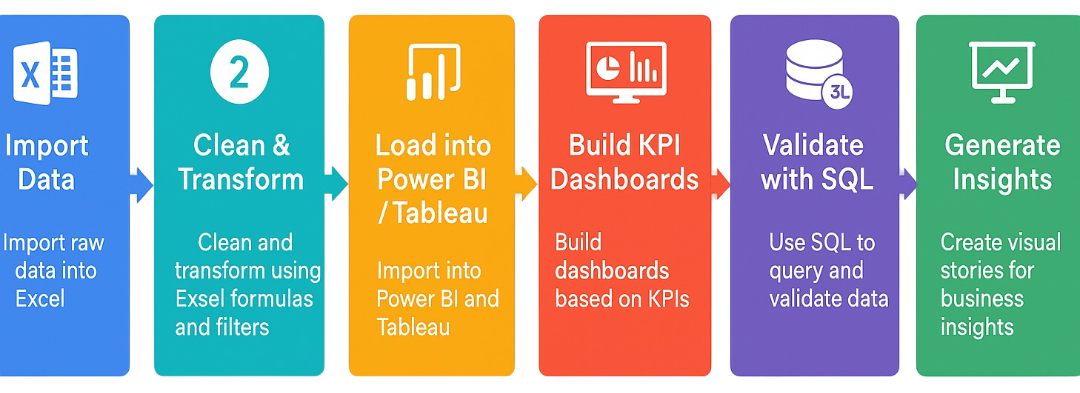 X
Import
Data
Import raw
data into
Excel
2
Clean &
Transform
Clean and
transform using
Exsel formulas
and filters
Load into
Power BI
/ Tableau
Import into
Power BI and
Tableau
Build KPI
Dashboards
Build
dashboards
based on KPIs
3L
Validate
with SQL
Use SQL to
query and
validate data
Generate
Insights
Create visual
stories for
business
insights